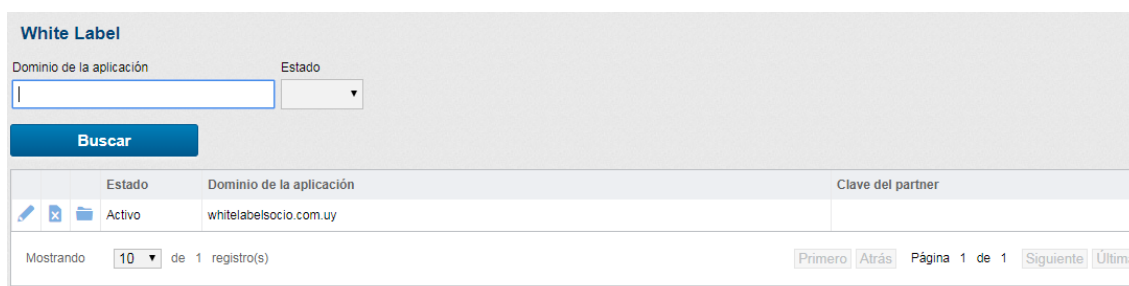 White Label
Dominio de la aplicación Estado
Buscar
Estado Dominio de la aplicación Clave del partner
Activo whitelabelsocio.com.uy
Mostrando 10 de 1 registro(s) Primero Atrás Página 1 de 1 Siguiente Últim